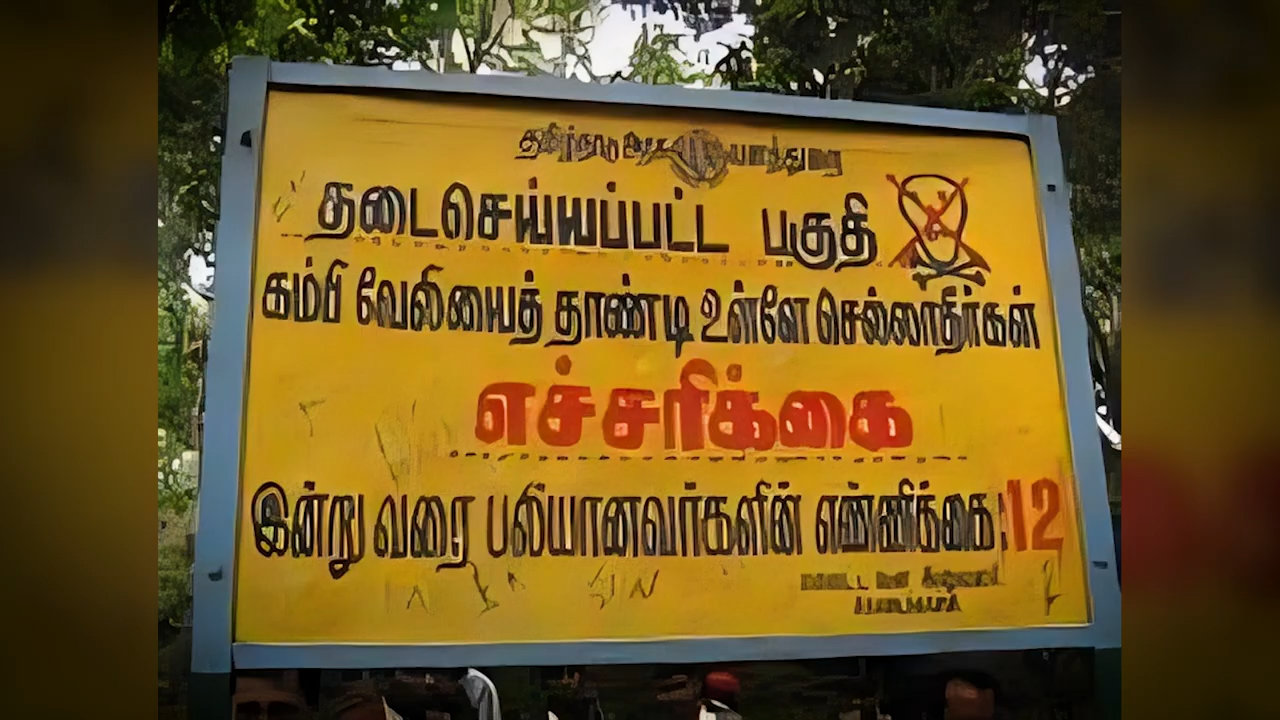 தடைசெய்யப்பட்ட பகுதி
கம்பி வேலியைத் தாண்டி உள்ளே செல்லாதீர்கள்
எச்சரிக்கை
இன்று வரை பலியானவர்களின் எண்ணிக்கை: 12